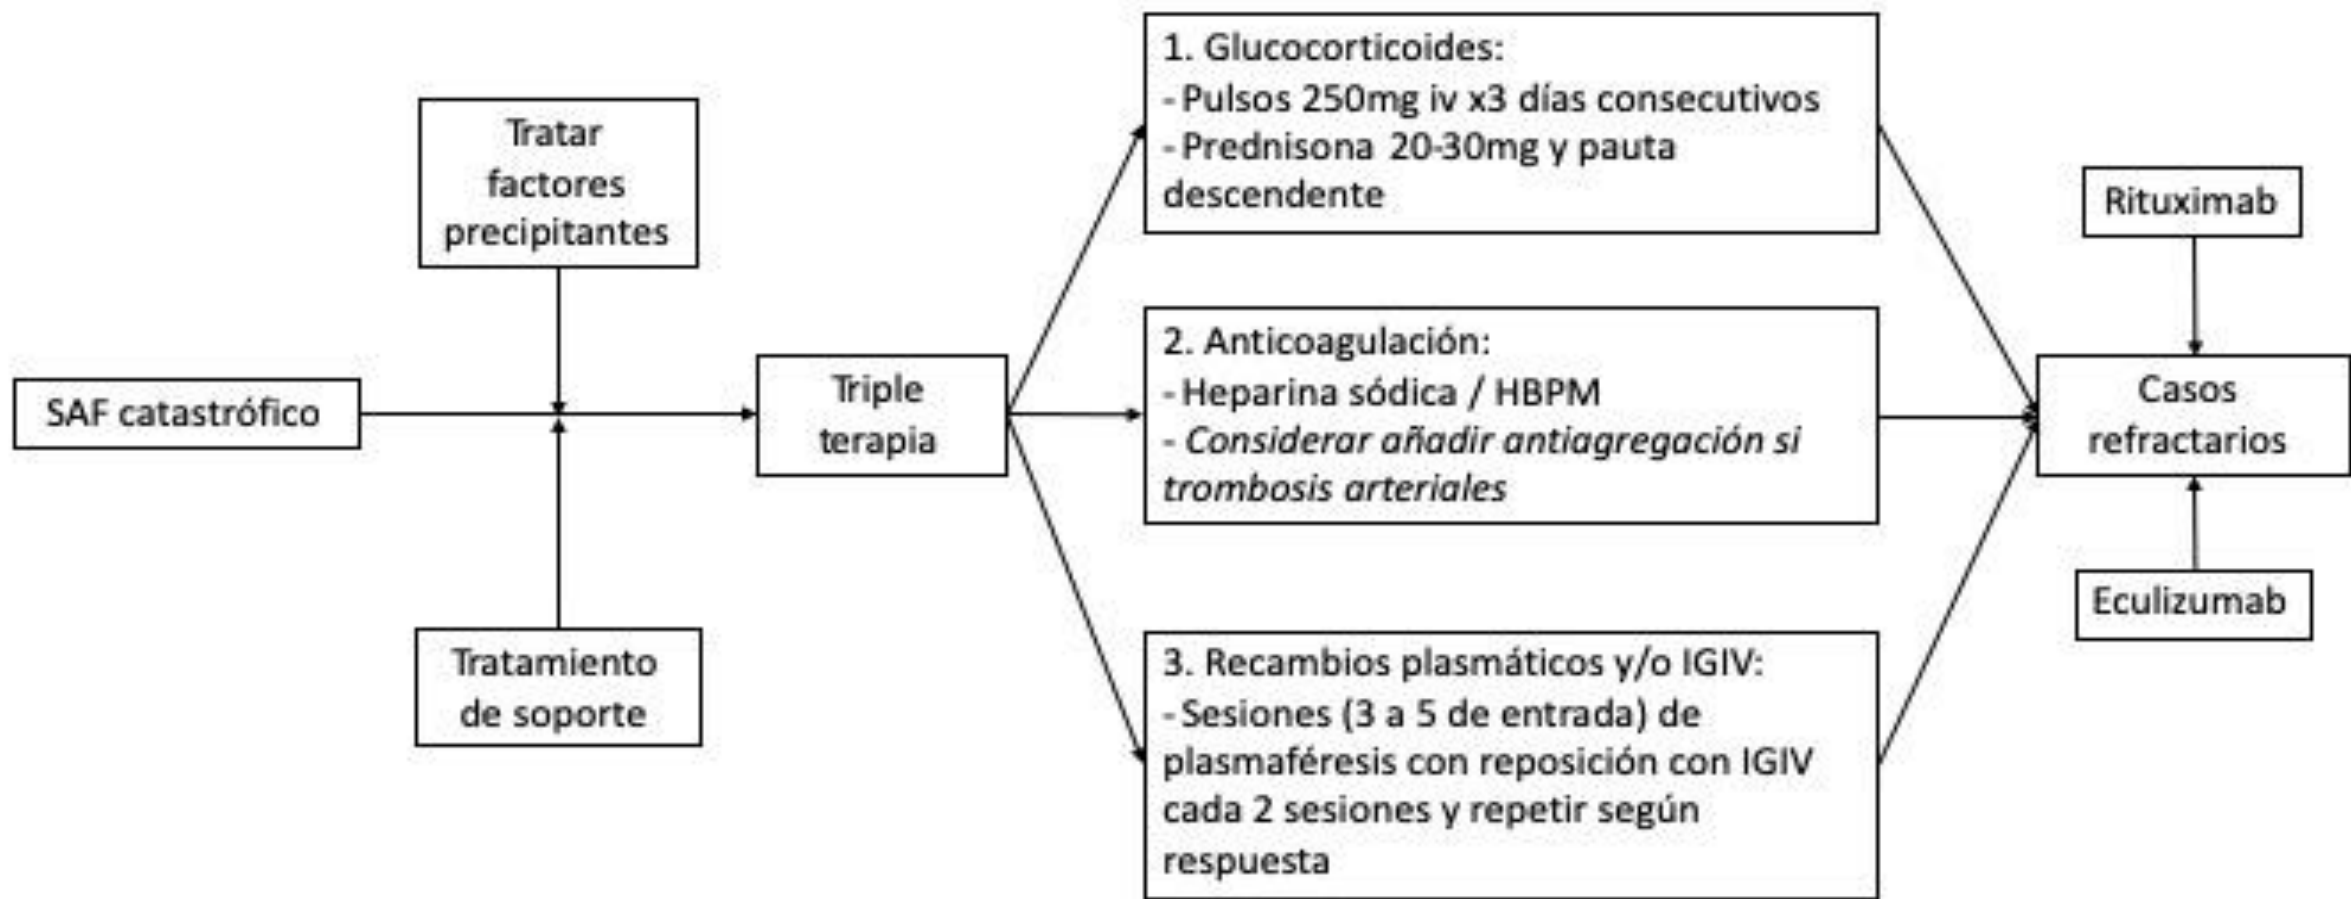 SAF catastrófico
Tratar
factores
precipitantes
Tratamiento
de soporte
Triple
terapia
1. Glucocorticoides:
- Pulsos 250mg iv x3 días consecutivos
- Prednisona 20-30mg y pauta
descendente
2. Anticoagulación:
- Heparina sódica / HBPM
- Considerar añadir antiagregación si
trombosis arteriales
3. Recambios plasmáticos y/o IGIV:
- Sesiones (3 a 5 de entrada) de
plasmaféresis con reposición con IGIV
cada 2 sesiones y repetir según
respuesta
Rituximab
Casos
refractarios
Eculizumab